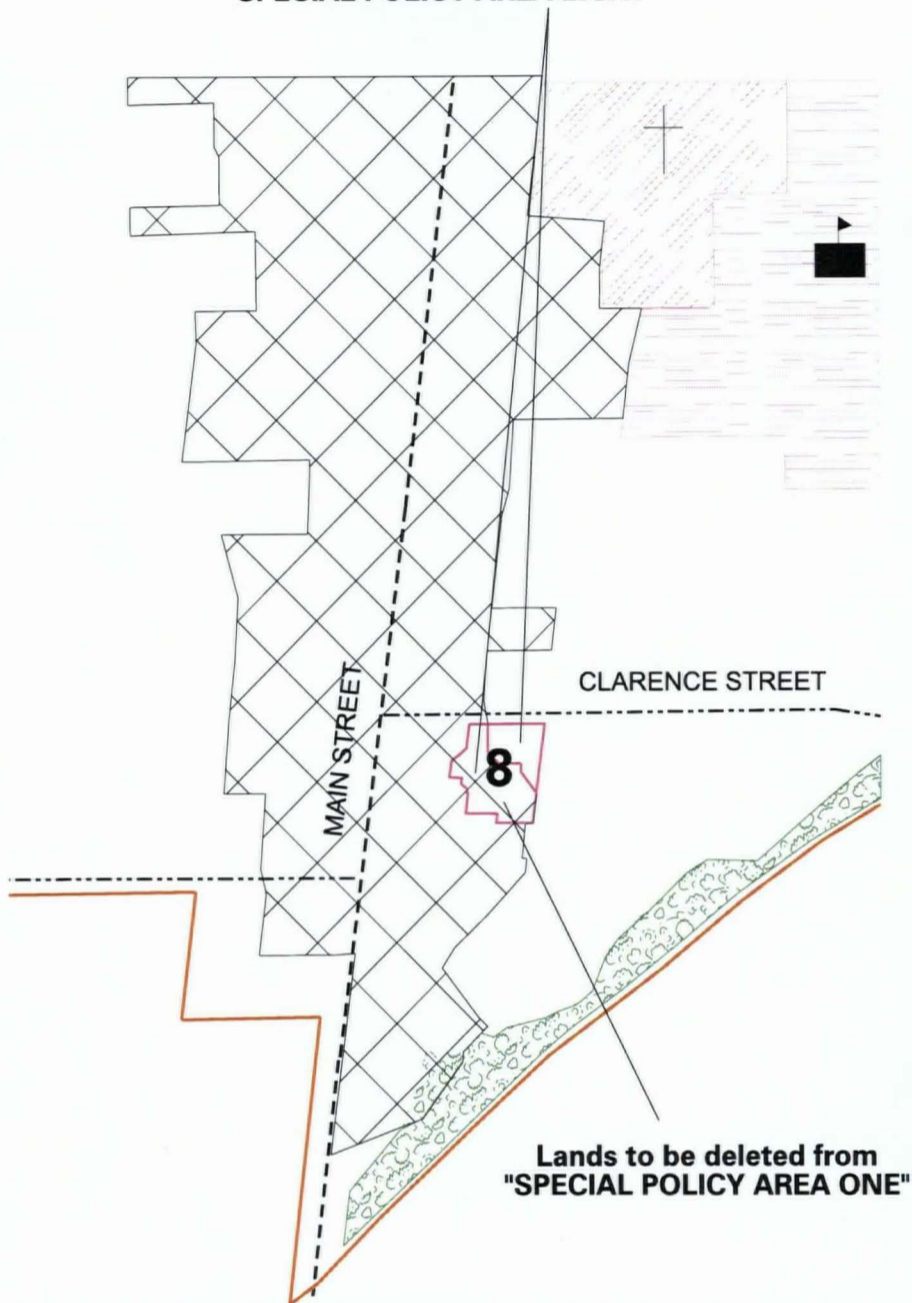 MAIN STREET
CLARENCE STREET
8
Lands to be deleted from
"SPECIAL POLICY AREA ONE"